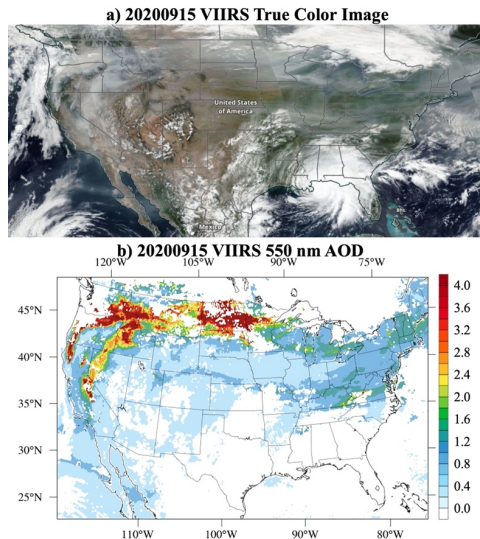 a) 20200915 VIIRS True Color Image
United States
of America
Mexico
b) 20200915 VIIRS 550 nm AOD
120°W 105°W 90°W 75°W
45°N
40°N
35°N
30°N
25°N
110°W 100°W 90°W 80°W
4.0
3.6
3.2
2.8
2.4
2.0
1.6
1.2
0.8
0.4
0.0